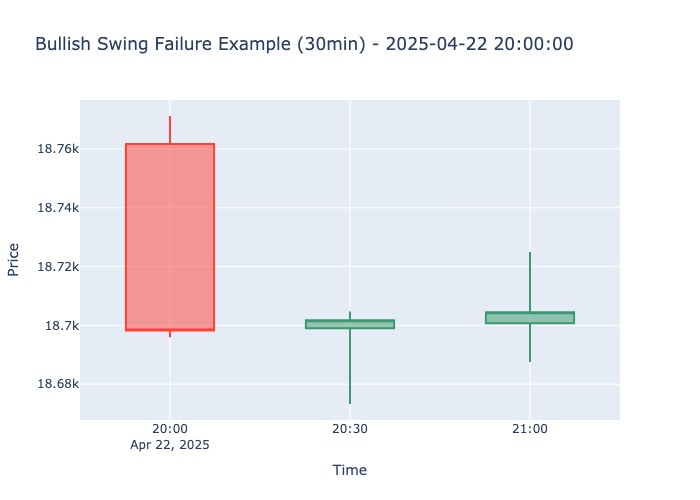 Bullish Swing Failure Example (30min) - 2025-04-22 20:00:00
Price
18.76k
18.74k
18.72k
18.7k
18.68k
20:00
Apr 22, 2025
20:30
21:00
Time